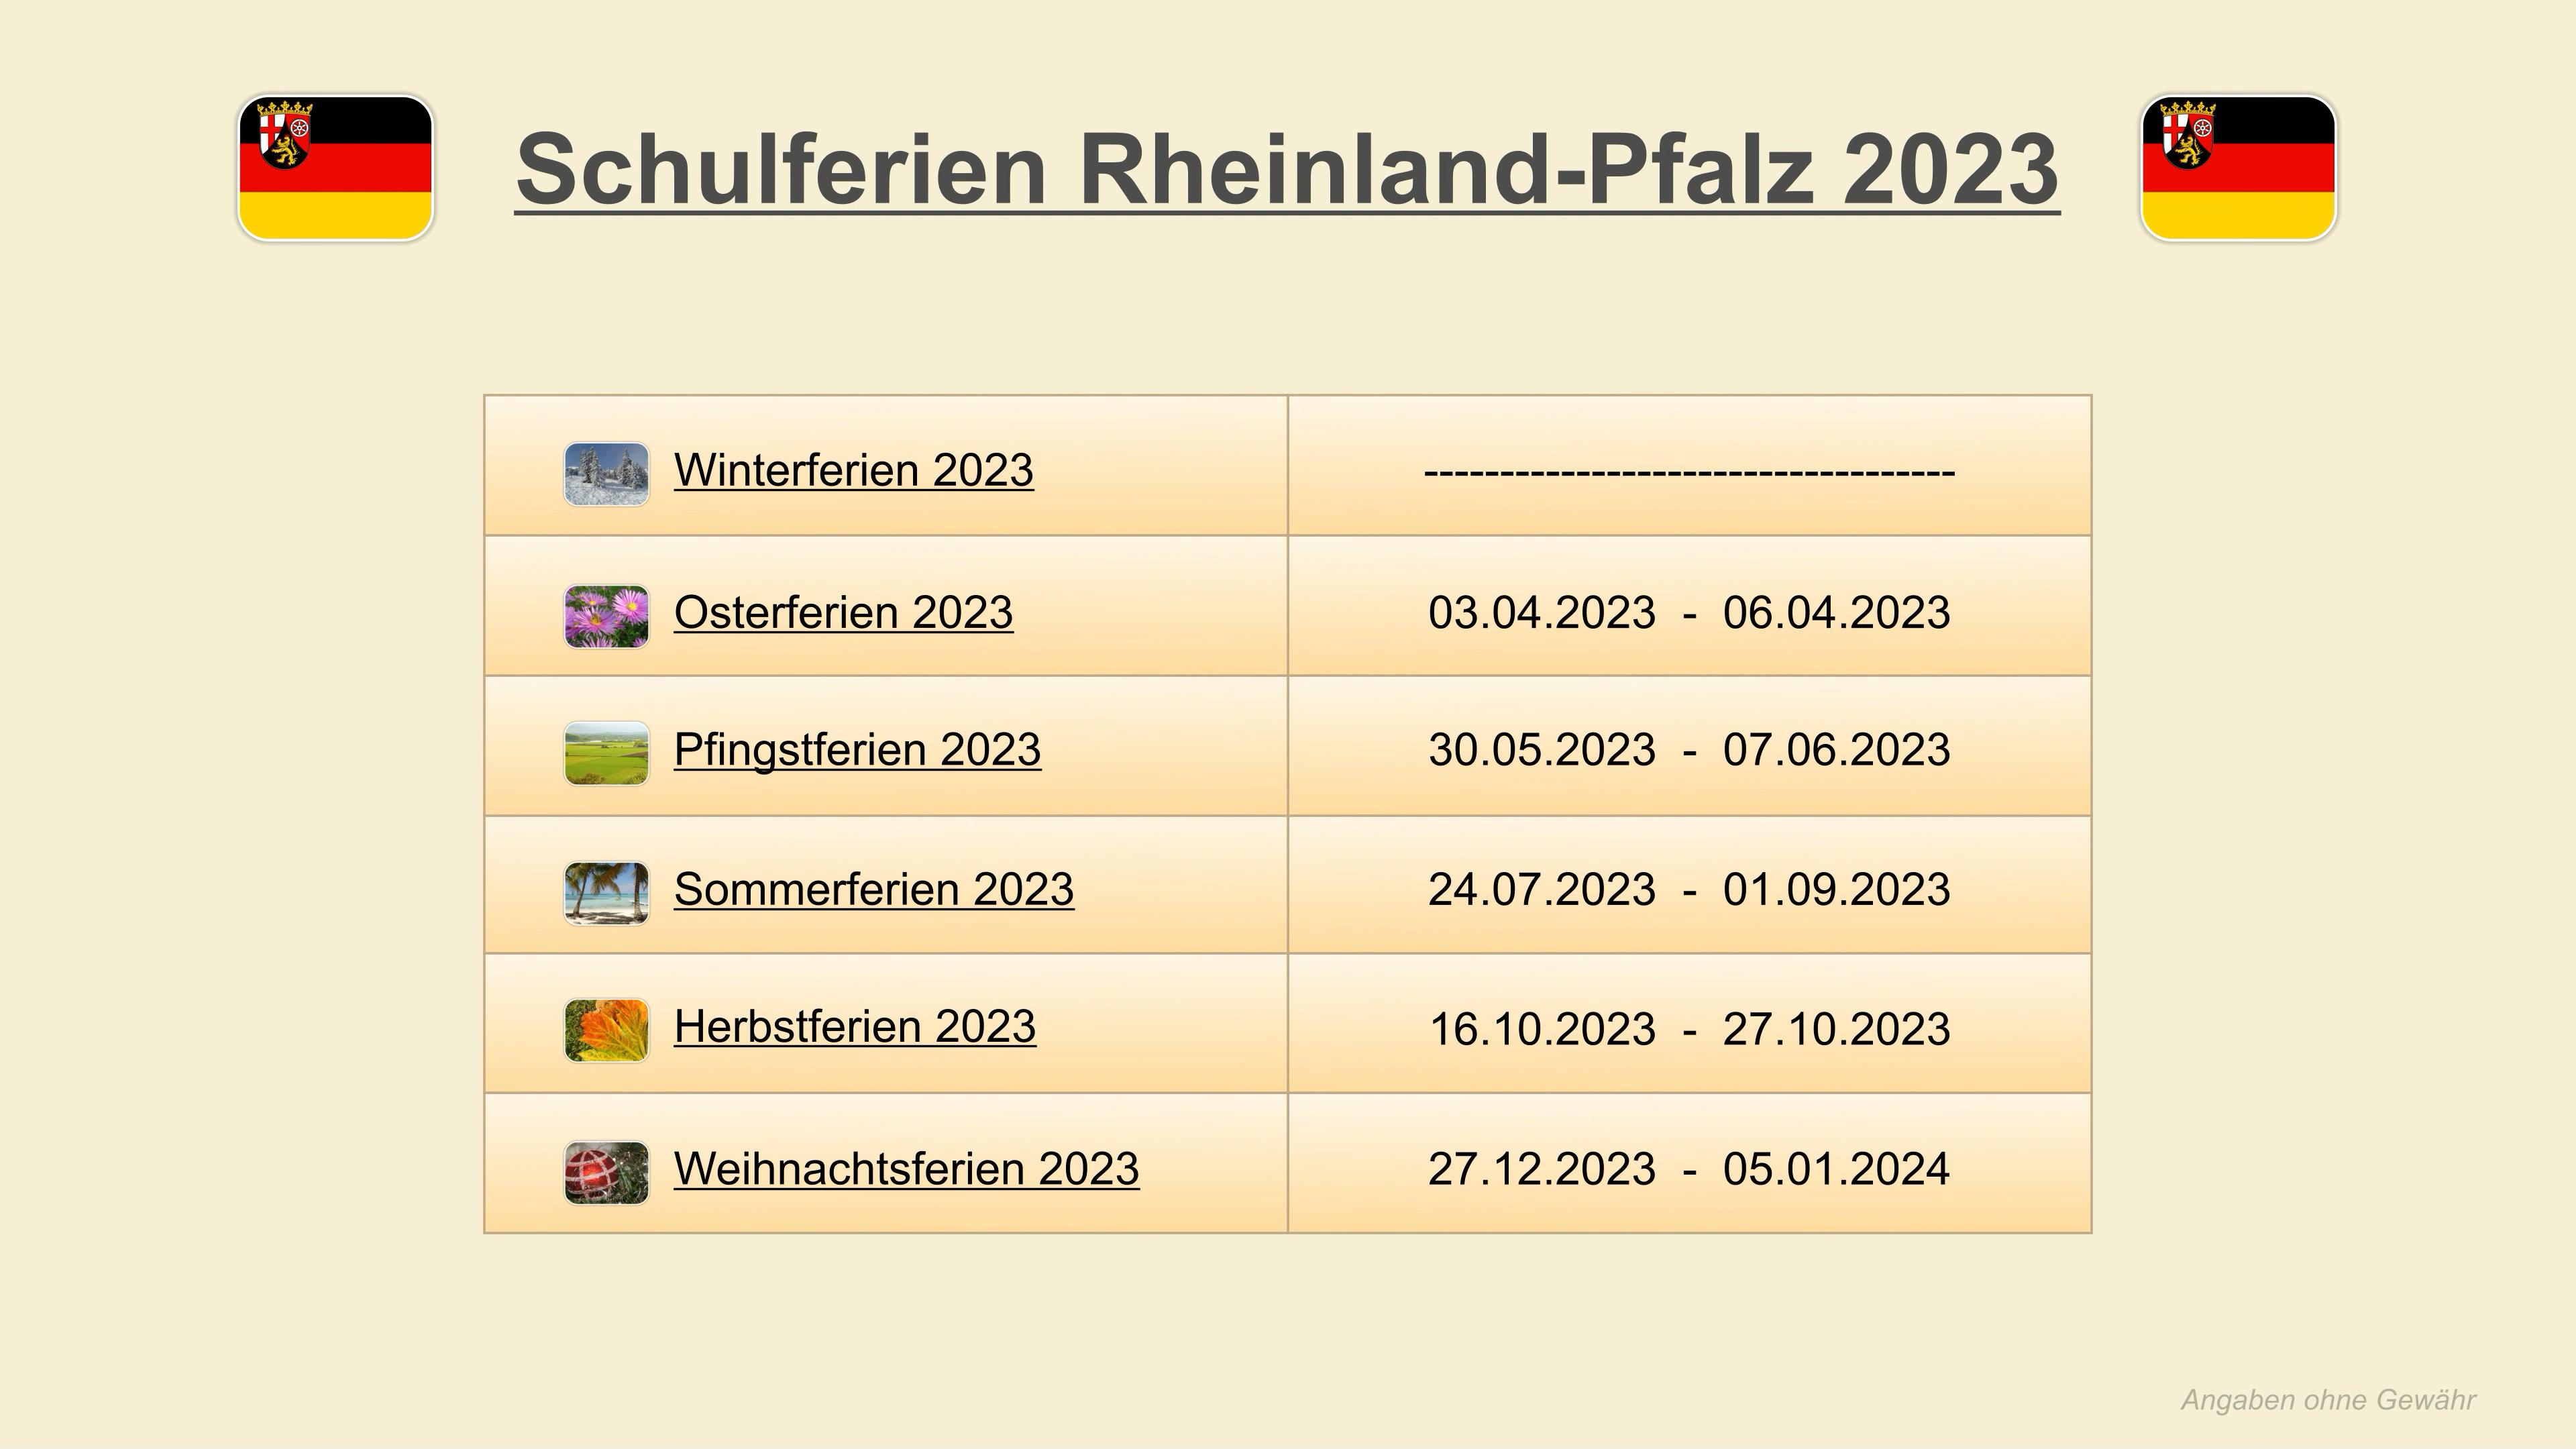 Schulferien Rheinland-Pfalz 2023
Winterferien 2023 -----------------------------------
Osterferien 2023 03.04.2023 - 06.04.2023
Pfingstferien 2023 30.05.2023 - 07.06.2023
Sommerferien 2023 24.07.2023 - 01.09.2023
Herbstferien 2023 16.10.2023 - 27.10.2023
Weihnachtsferien 2023 27.12.2023 - 05.01.2024
Angaben ohne Gewähr